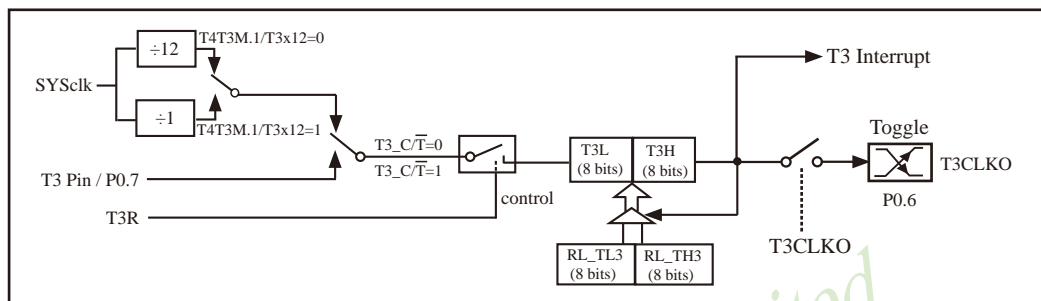 ÷12
T4T3M.1/T3x12=0
SYSclk
÷1
T4T3M.1/T3x12=1
T3_C/T̅=0
T3_C/T̅=1
T3 Pin / P0.7
T3R
control
T3L
(8 bits)
T3H
(8 bits)
RL_TL3
(8 bits)
RL_TH3
(8 bits)
T3 Interrupt
Toggle
T3CLKO
P0.6
T3CLKO